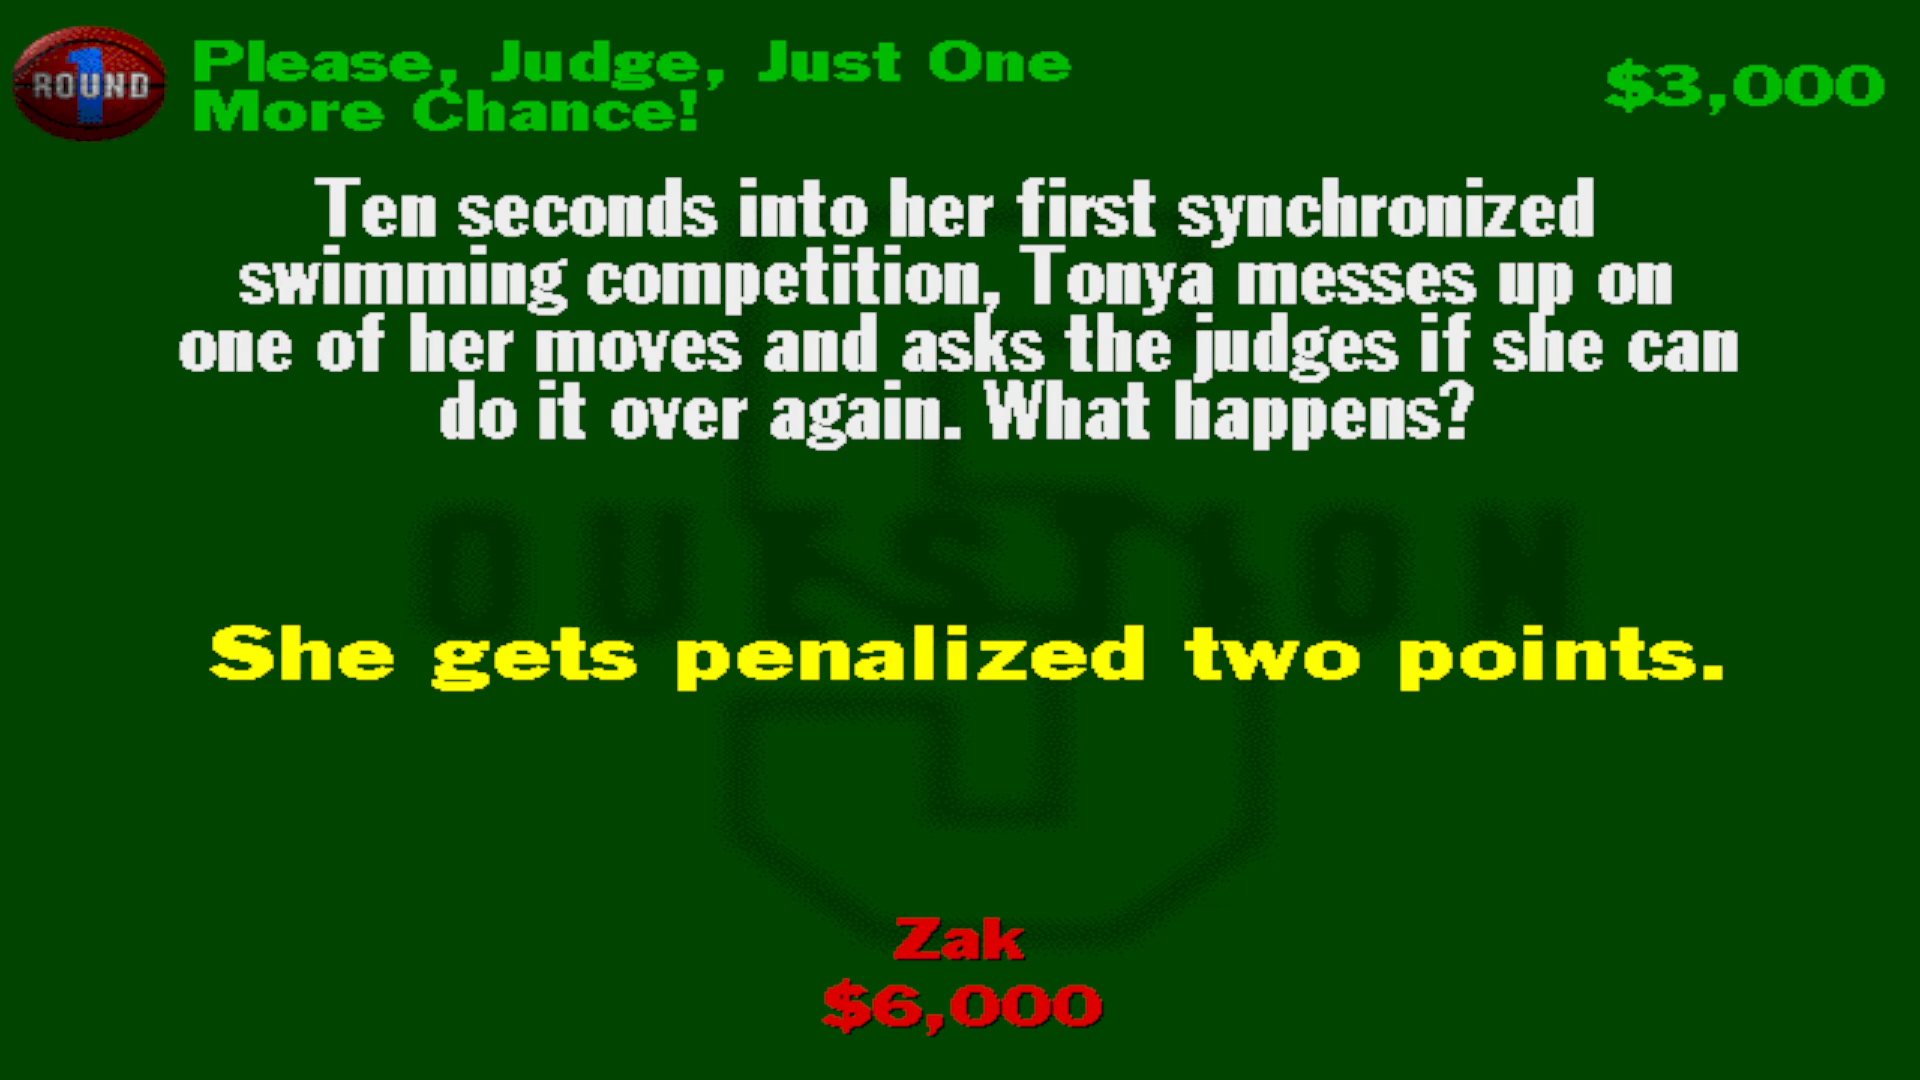 ROUND 1
Please, Judge, Just One
More Chance!
$3,000
Ten seconds into her first synchronized
swimming competition, Tonya messes up on
one of her moves and asks the judges if she can
do it over again. What happens?
QUESTION
5
She gets penalized two points.
Zak
$6,000